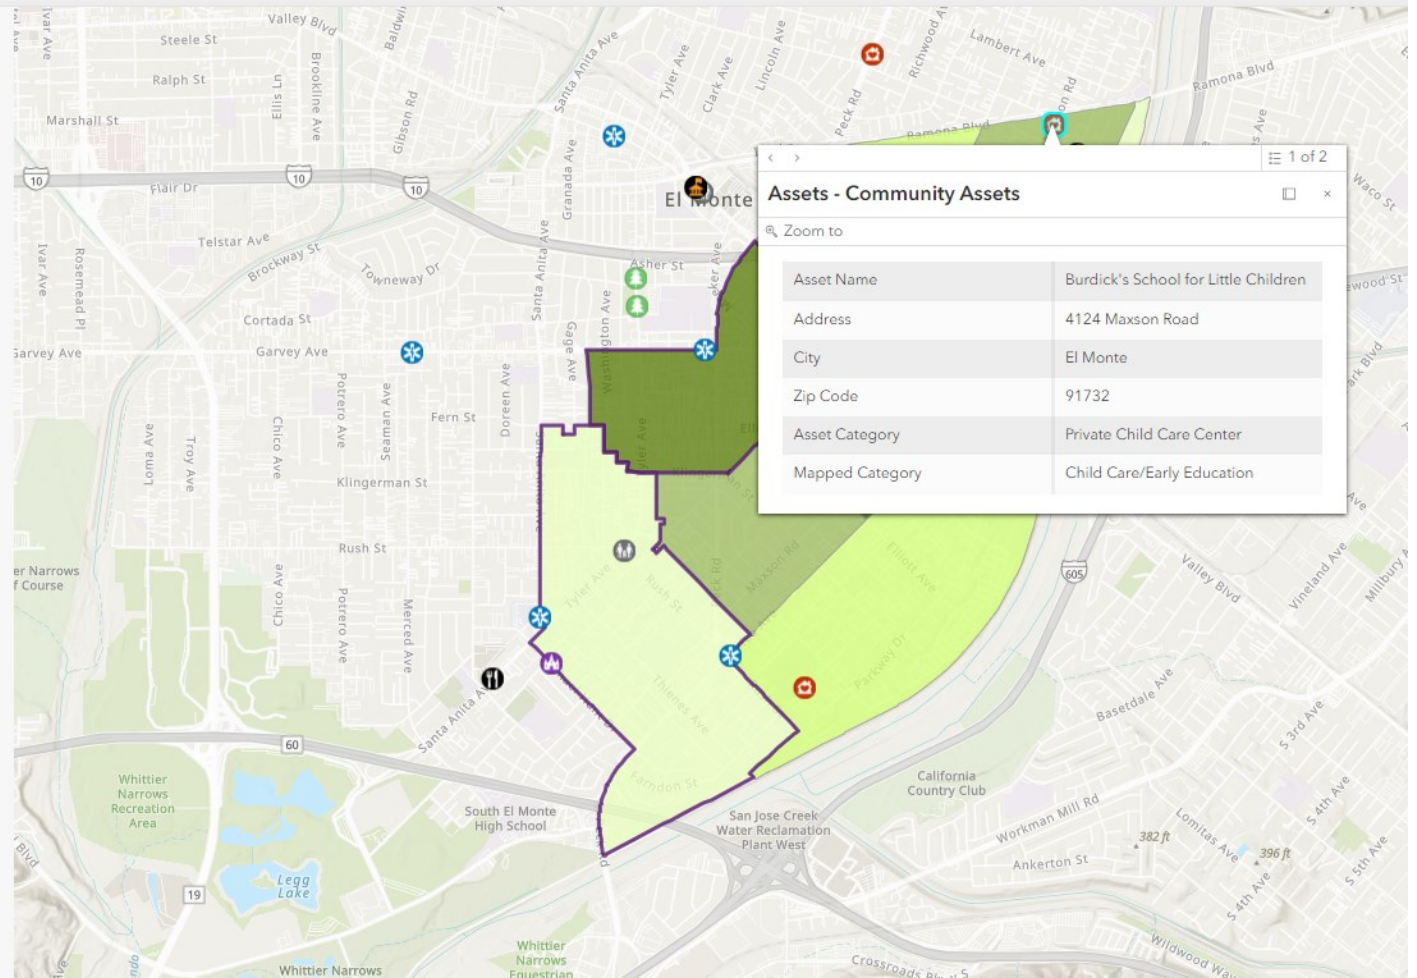 Valley Blvd
Steele St
Ralph St
Marshall St
Ivar Ave
Ellis Ln
Brookline Ave
Gibson Rd
Santa Anita Ave
Tyler Ave
Clark Ave
Lincoln Ave
Peck Rd
Lambert Ave
Ramona Blvd
Ramona Blvd
10
10
10
Flair Dr
Granada Ave
El Monte
Waco St
1 of 2
Assets - Community Assets
Zoom to
Asset Name Burdick's School for Little Children
Address 4124 Maxson Road
City El Monte
Zip Code 91732
Asset Category Private Child Care Center
Mapped Category Child Care/Early Education
Telstar Ave
Brockway St
Towneway Dr
Asher St
Ivar Ave
Rosemead Pl
Santa Anita Ave
Cortada St
Garvey Ave
Garvey Ave
Gage Ave
Washington Ave
Potrero Ave
Seaman Ave
Doreen Ave
Fern St
Chico Ave
Loma Ave
Troy Ave
Klingerman St
Rush St
Tyler Ave
Rush St
Maxson Rd
Elliott Ave
605
Valley Blvd
Vineland Ave
Chico Ave
Potrero Ave
Merced Ave
Parkway Dr
Thienes Ave
Santa Anita A
Basetdale Ave
S 3rd Ave
60
Farndon St
Whittier
Narrows
Recreation
Area
South El Monte
High School
California
Country Club
San Jose Creek
Water Reclamation
Plant West
Workman Mill Rd
Lomitas Ave
S 4th Ave
382 ft
396 ft
Ankerton St
S 5th Ave
S 4th Ave
Legg
Lake
19
Whittier
Narrows
Equestrian
Whittier Narrows
Wildwood Wa